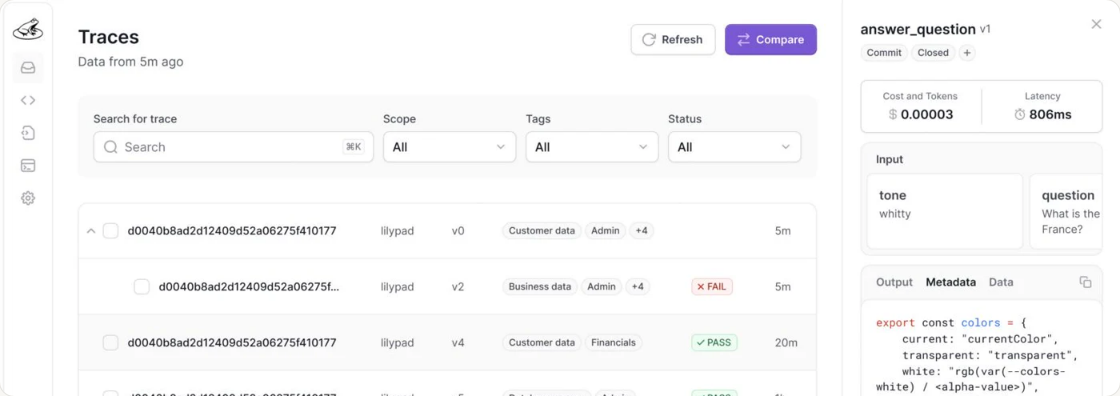 Traces
Data from 5m ago
Refresh
Compare
Search for trace
Scope
Tags
Status
Search
⌘K
All
All
All
d0040b8ad2d12409d52a06275f410177 lilypad v0 Customer data Admin +4 5m
d0040b8ad2d12409d52a06275f... lilypad v2 Business data Admin +4 FAIL 5m
d0040b8ad2d12409d52a06275f410177 lilypad v4 Customer data Financials PASS 20m
answer_question v1
Commit Closed +
Cost and Tokens
Latency
$ 0.00003
806ms
Input
tone
whitty
question
What is the
France?
Output Metadata Data
export const colors = {
current: "currentColor",
transparent: "transparent",
white: "rgb(var(--colors-
white) / <alpha-value>)",